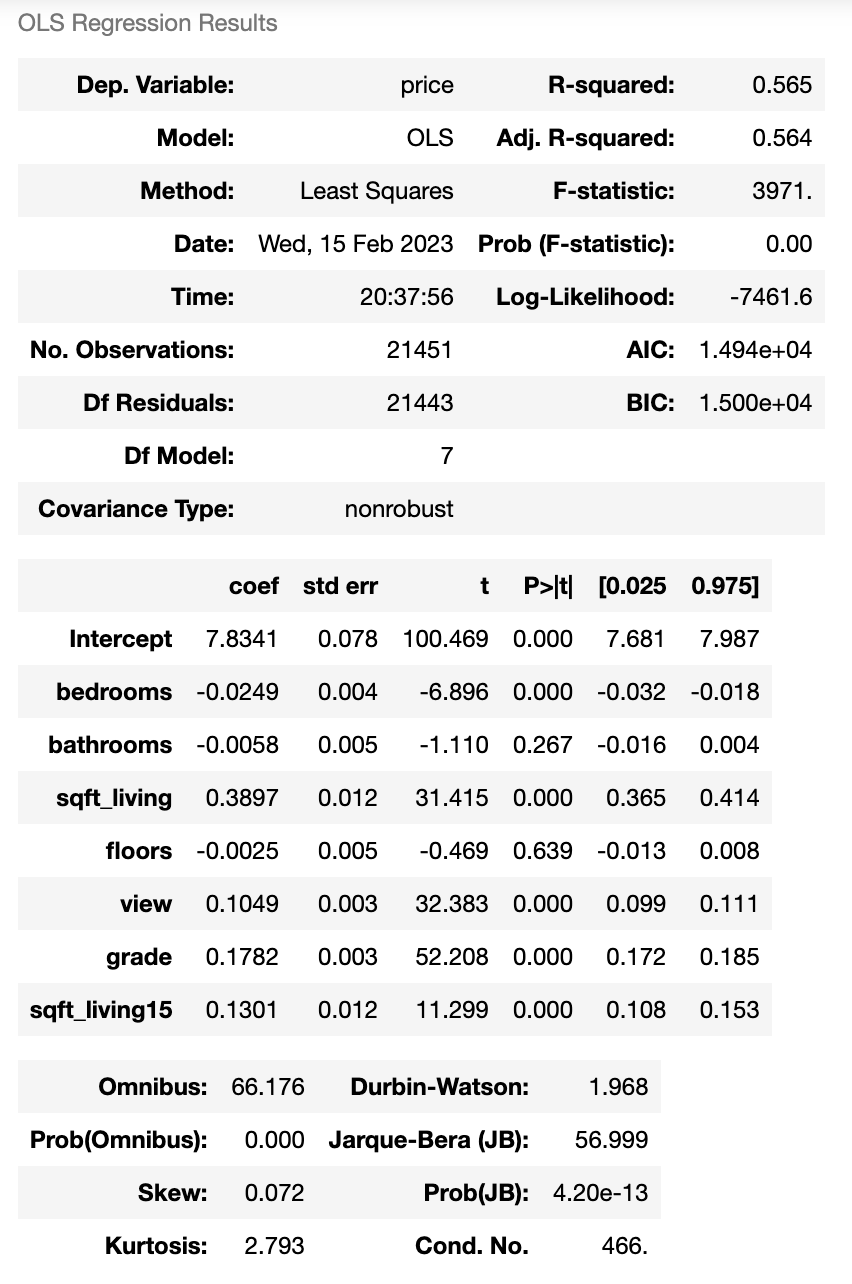 OLS Regression Results
Dep. Variable: price R-squared: 0.565
Model: OLS Adj. R-squared: 0.564
Method: Least Squares F-statistic: 3971.
Date: Wed, 15 Feb 2023 Prob (F-statistic): 0.00
Time: 20:37:56 Log-Likelihood: -7461.6
No. Observations: 21451 AIC: 1.494e+04
Df Residuals: 21443 BIC: 1.500e+04
Df Model: 7
Covariance Type: nonrobust
coef std err t P>|t| [0.025 0.975]
Intercept 7.8341 0.078 100.469 0.000 7.681 7.987
bedrooms -0.0249 0.004 -6.896 0.000 -0.032 -0.018
bathrooms -0.0058 0.005 -1.110 0.267 -0.016 0.004
sqft_living 0.3897 0.012 31.415 0.000 0.365 0.414
floors -0.0025 0.005 -0.469 0.639 -0.013 0.008
view 0.1049 0.003 32.383 0.000 0.099 0.111
grade 0.1782 0.003 52.208 0.000 0.172 0.185
sqft_living15 0.1301 0.012 11.299 0.000 0.108 0.153
Omnibus: 66.176 Durbin-Watson: 1.968
Prob(Omnibus): 0.000 Jarque-Bera (JB): 56.999
Skew: 0.072 Prob(JB): 4.20e-13
Kurtosis: 2.793 Cond. No. 466.